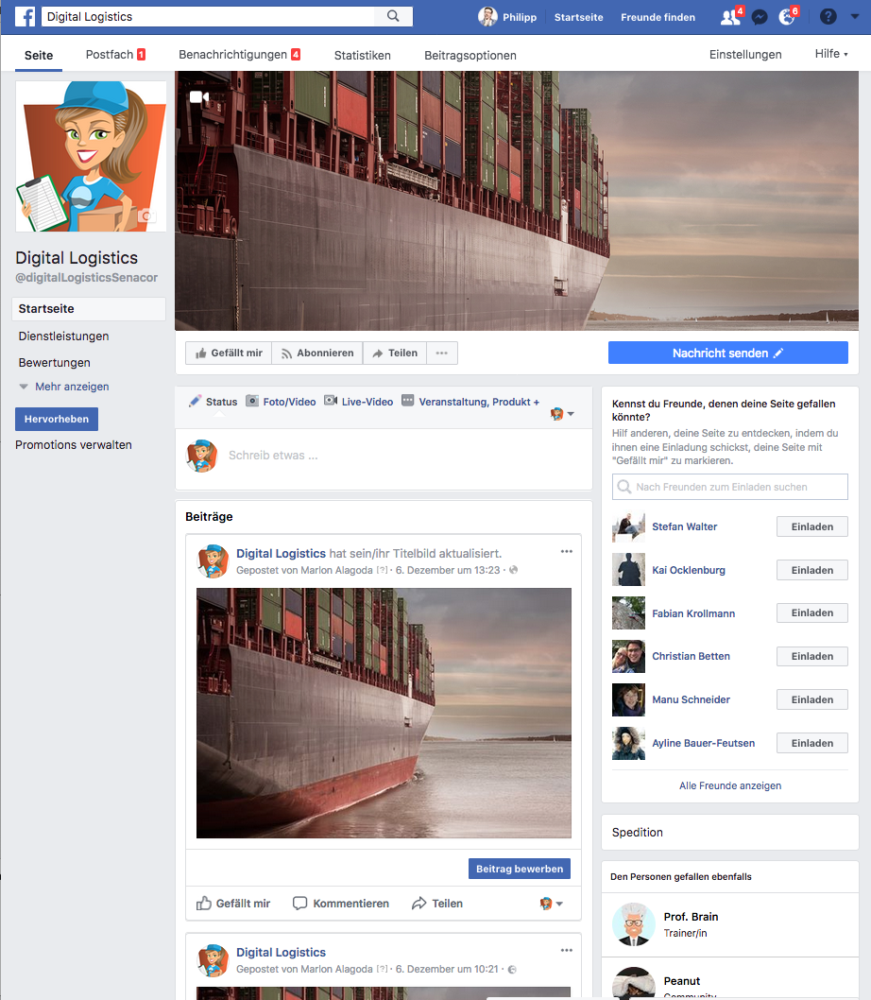 Digital Logistics
Philipp
Startseite
Freunde finden
4
6
?
Seite
Postfach 1
Benachrichtigungen 4
Statistiken
Beitragsoptionen
Einstellungen
Hilfe
Digital Logistics
@digitalLogisticsSenacor
Startseite
Dienstleistungen
Bewertungen
Mehr anzeigen
Hervorheben
Promotions verwalten
Gefällt mir
Abonnieren
Teilen
Nachricht senden
Status
Foto/Video
Live-Video
Veranstaltung, Produkt +
Schreib etwas ...
Beiträge
Digital Logistics hat sein/ihr Titelbild aktualisiert.
Gepostet von Marlon Alagoda [?] · 6. Dezember um 13:23 ·
Beitrag bewerben
Gefällt mir
Kommentieren
Teilen
Digital Logistics
Gepostet von Marlon Alagoda [?] · 6. Dezember um 10:21 ·
Kennst du Freunde, denen deine Seite gefallen
könnte?
Hilf anderen, deine Seite zu entdecken, indem du
ihnen eine Einladung schickst, deine Seite mit
"Gefällt mir" zu markieren.
Nach Freunden zum Einladen suchen
Stefan Walter
Einladen
Kai Ocklenburg
Einladen
Fabian Krollmann
Einladen
Christian Betten
Einladen
Manu Schneider
Einladen
Ayline Bauer-Feutsen
Einladen
Alle Freunde anzeigen
Spedition
Den Personen gefallen ebenfalls
Prof. Brain
Trainer/in
Peanut
Community